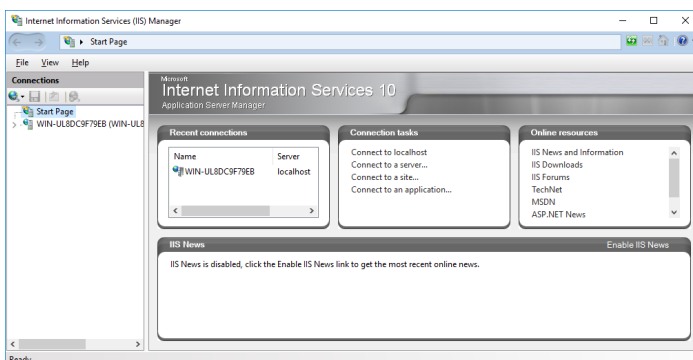 Internet Information Services (IIS) Manager
Start Page
File View Help
Connections
Start Page
WIN-UL8DC9F79EB (WIN-UL8
Microsoft
Internet Information Services 10
Application Server Manager
Recent connections
Name Server
WIN-UL8DC9F79EB localhost
Connection tasks
Connect to localhost
Connect to a server...
Connect to a site...
Connect to an application...
Online resources
IIS News and Information
IIS Downloads
IIS Forums
TechNet
MSDN
ASP.NET News
IIS News Enable IIS News
IIS News is disabled, click the Enable IIS News link to get the most recent online news.
Ready